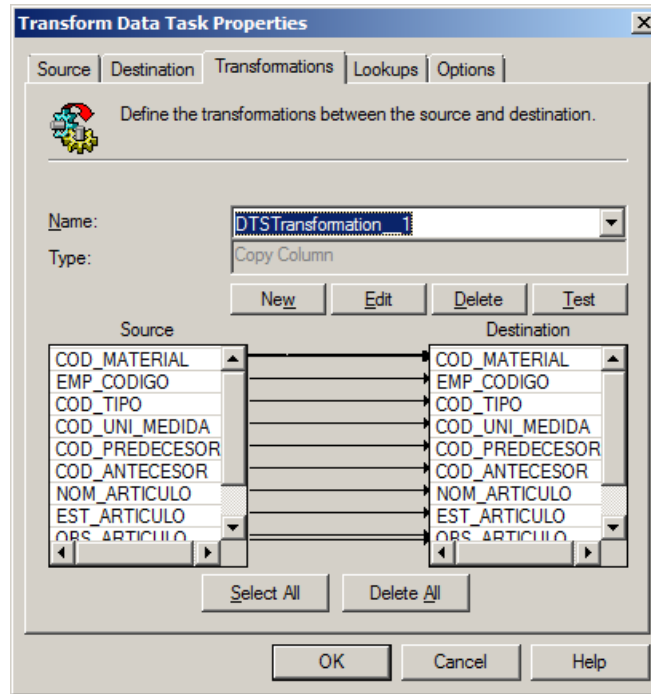 Transform Data Task Properties
Source Destination Transformations Lookups Options
Define the transformations between the source and destination.
Name: DTSTransformation__1
Type: Copy Column
New Edit Delete Test
Source Destination
COD_MATERIAL COD_MATERIAL
EMP_CODIGO EMP_CODIGO
COD_TIPO COD_TIPO
COD_UNI_MEDIDA COD_UNI_MEDIDA
COD_PREDECESOR COD_PREDECESOR
COD_ANTECESOR COD_ANTECESOR
NOM_ARTICULO NOM_ARTICULO
EST_ARTICULO EST_ARTICULO
OBS_ARTICULO OBS_ARTICULO
Select All Delete All
OK Cancel Help